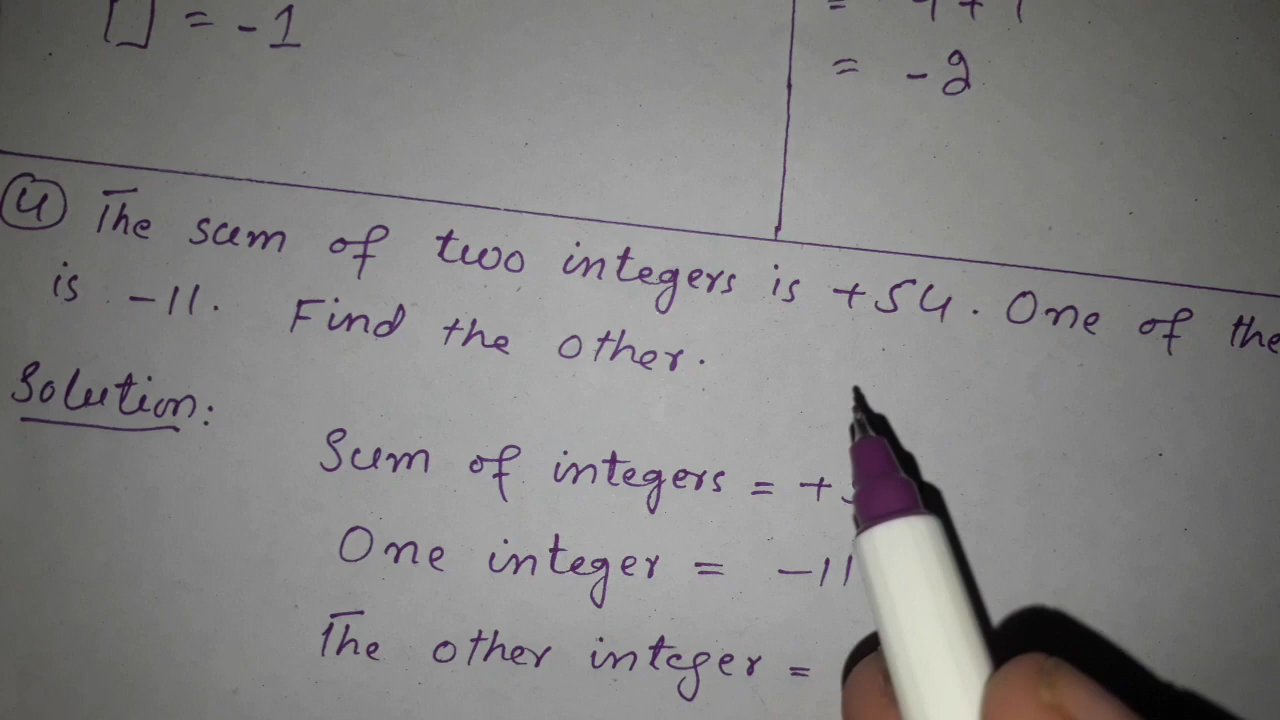 [] = -1
= -2
④ The sum of two integers is +54. One of the
is -11. Find the other.
Solution:
Sum of integers = +
One integer = -11
The other integer =